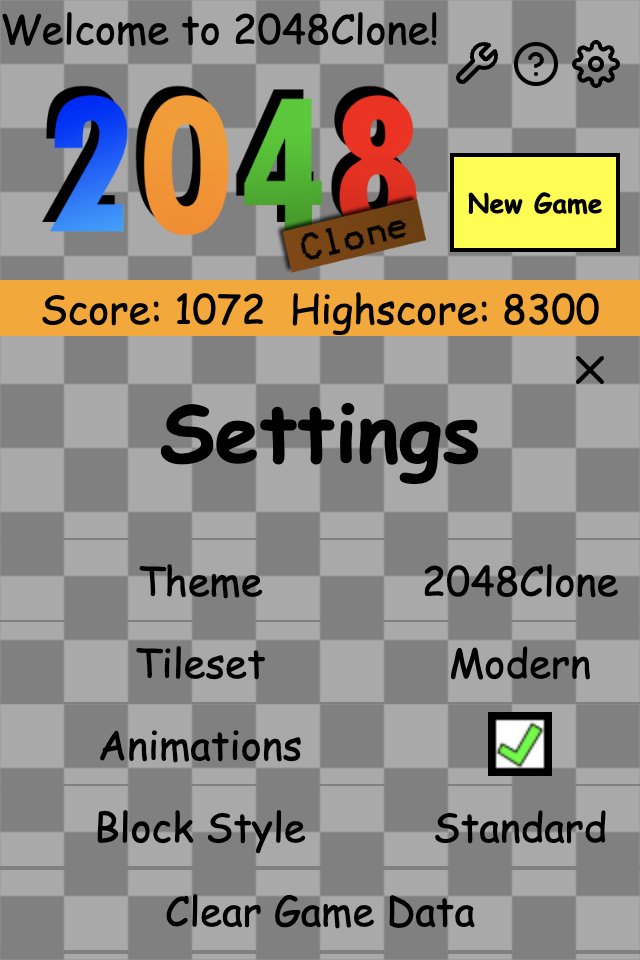 Welcome to 2048Clone!
2048
Clone
New Game
Score: 1072 Highscore: 8300
Settings
Theme 2048Clone
Tileset Modern
Animations
Block Style Standard
Clear Game Data